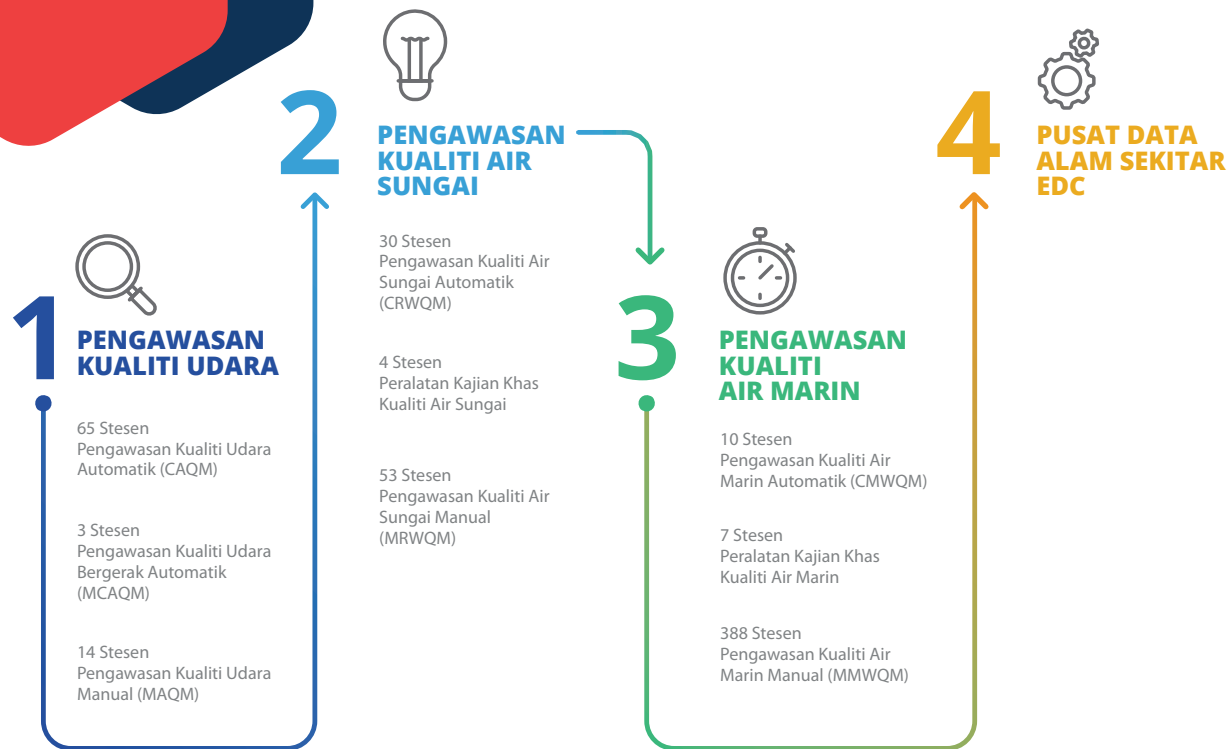 1
PENGAWASAN
KUALITI UDARA
65 Stesen
Pengawasan Kualiti Udara
Automatik (CAQM)
3 Stesen
Pengawasan Kualiti Udara
Bergerak Automatik
(MCAQM)
14 Stesen
Pengawasan Kualiti Udara
Manual (MAQM)
2
PENGAWASAN
KUALITI AIR
SUNGAI
30 Stesen
Pengawasan Kualiti Air
Sungai Automatik
(CRWQM)
4 Stesen
Peralatan Kajian Khas
Kualiti Air Sungai
53 Stesen
Pengawasan Kualiti Air
Sungai Manual
(MRWQM)
3
PENGAWASAN
KUALITI
AIR MARIN
10 Stesen
Pengawasan Kualiti Air
Marin Automatik (CMWQM)
7 Stesen
Peralatan Kajian Khas
Kualiti Air Marin
388 Stesen
Pengawasan Kualiti Air
Marin Manual (MMWQM)
4
PUSAT DATA
ALAM SEKITAR
EDC